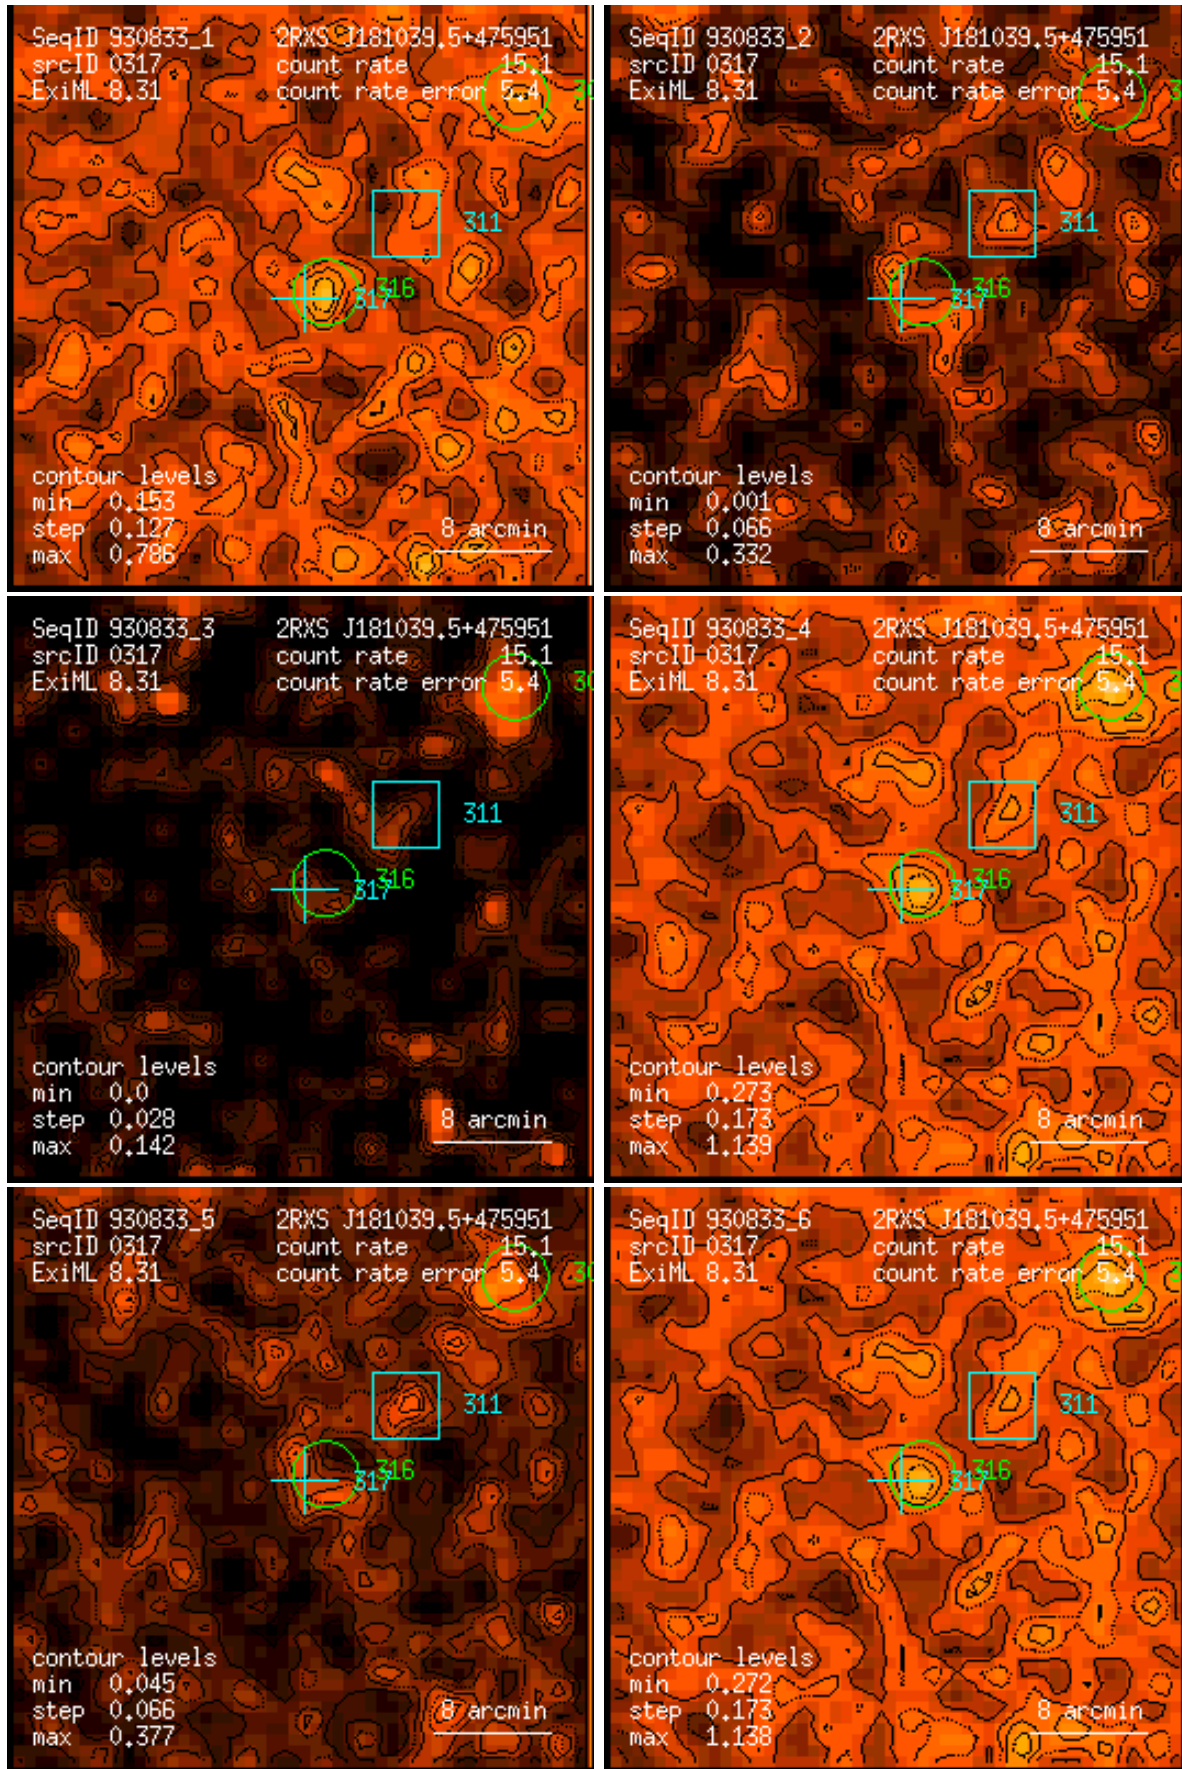 SeqID 930833_1 2RXS J181039.5+475951
srcID 0317 count rate 15.1
ExiML 8.31 count rate error 5.4
311
316
317
contour levels
min 0.153
step 0.127
max 0.786
8 arcmin
SeqID 930833_2 2RXS J181039.5+475951
srcID 0317 count rate 15.1
ExiML 8.31 count rate error 5.4
311
316
317
contour levels
min 0.001
step 0.066
max 0.332
8 arcmin
SeqID 930833_3 2RXS J181039.5+475951
srcID 0317 count rate 15.1
ExiML 8.31 count rate error 5.4
311
316
317
contour levels
min 0.0
step 0.028
max 0.142
8 arcmin
SeqID 930833_4 2RXS J181039.5+475951
srcID 0317 count rate 15.1
ExiML 8.31 count rate error 5.4
311
316
317
contour levels
min 0.273
step 0.173
max 1.139
8 arcmin
SeqID 930833_5 2RXS J181039.5+475951
srcID 0317 count rate 15.1
ExiML 8.31 count rate error 5.4
311
316
317
contour levels
min 0.045
step 0.066
max 0.377
8 arcmin
SeqID 930833_6 2RXS J181039.5+475951
srcID 0317 count rate 15.1
ExiML 8.31 count rate error 5.4
311
316
317
contour levels
min 0.272
step 0.173
max 1.138
8 arcmin